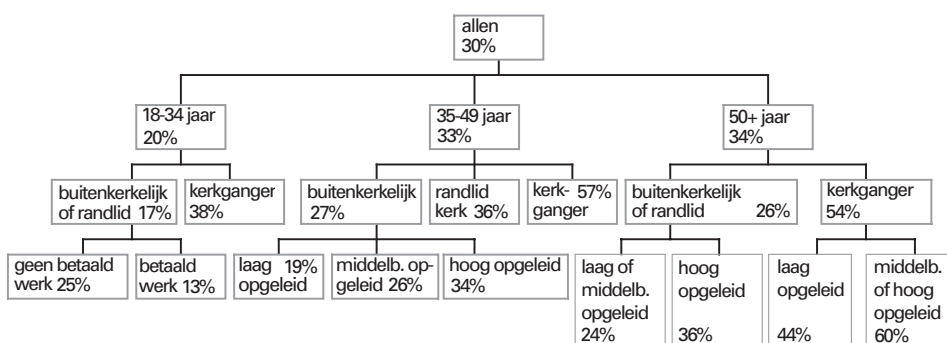 allen
30%
18-34 jaar
20%
35-49 jaar
33%
50+ jaar
34%
buitenkerkelijk
of randlid 17%
kerkganger
38%
buitenkerkelijk
27%
randlid
kerk 36%
kerk- 57%
ganger
buitenkerkelijk
of randlid 26%
kerkganger
54%
geen betaald
werk 25%
betaald
werk 13%
laag 19%
opgeleid
middelb. op-
geleid 26%
hoog opgeleid
34%
laag of
middelb.
opgeleid
24%
hoog
opgeleid
36%
laag
opgeleid
44%
middelb.
of hoog
opgeleid
60%